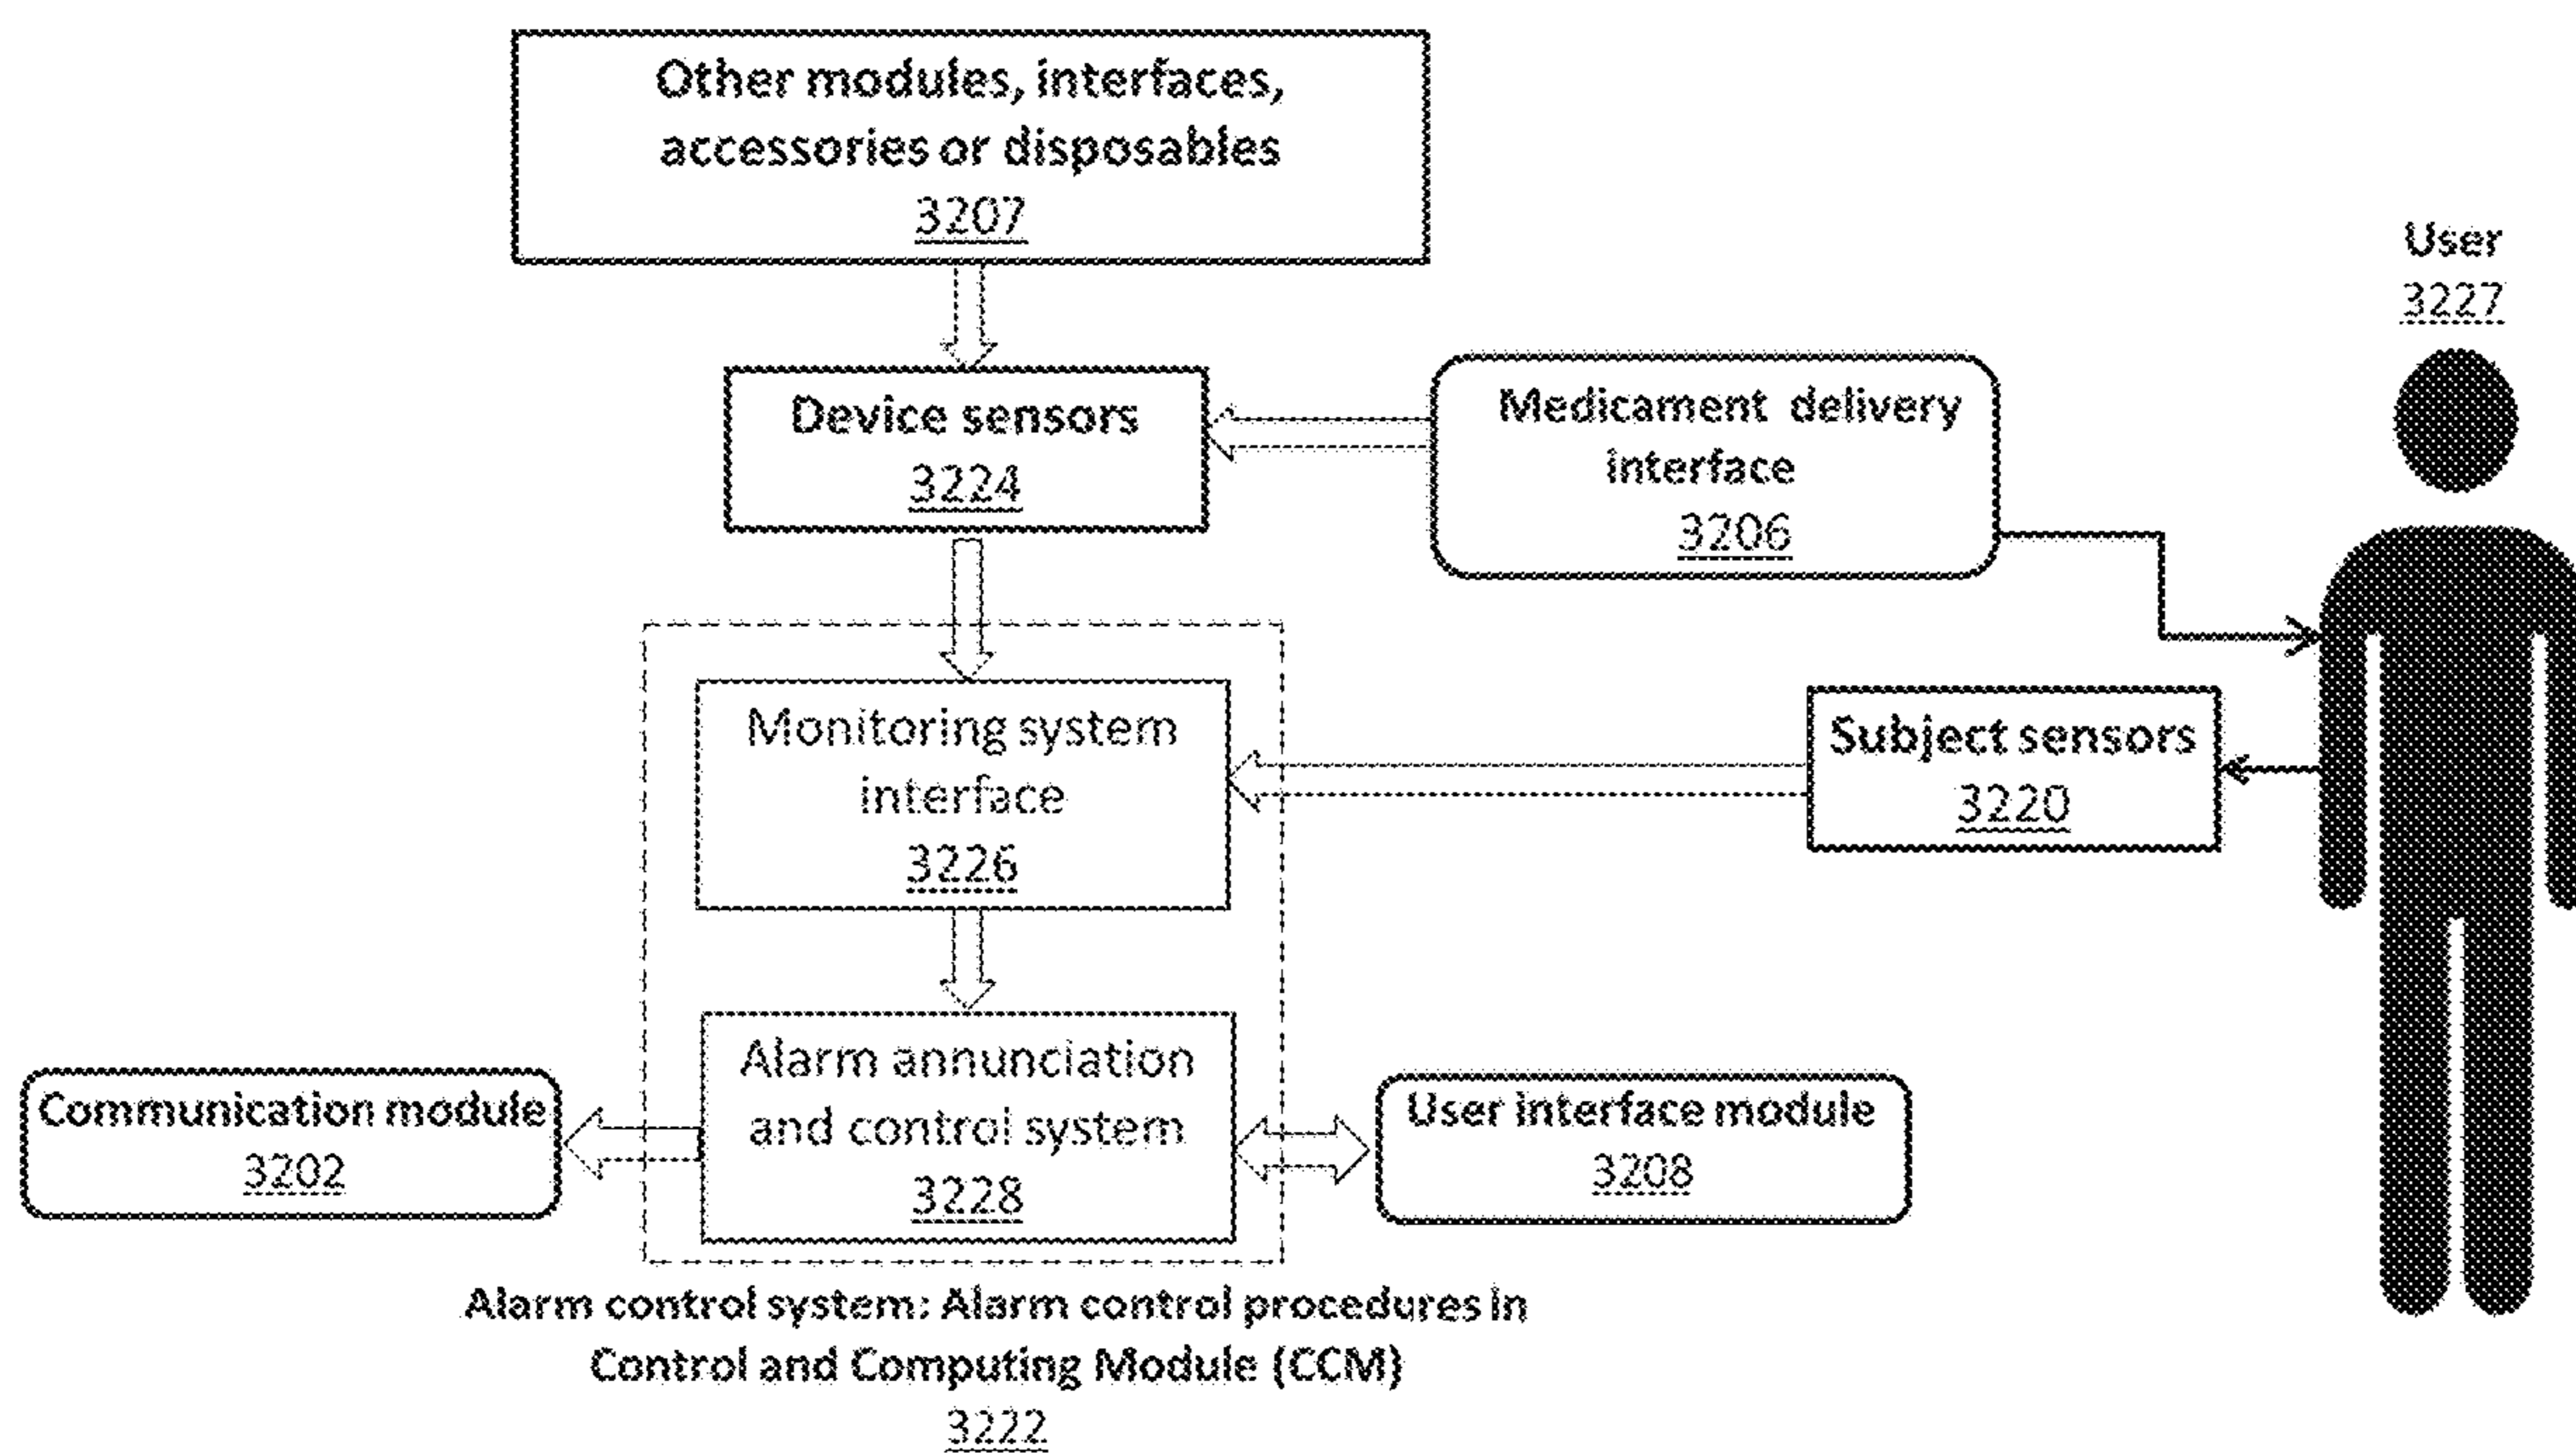 Other modules, interfaces,
accessories or disposables
3207
User
3227
Device sensors
3224
Medicament delivery
interface
3206
Monitoring system
interface
3226
Subject sensors
3220
Alarm annunciation
and control system
3228
Communication module
3202
User interface module
3208
Alarm control system: Alarm control procedures in
Control and Computing Module (CCM)
3222